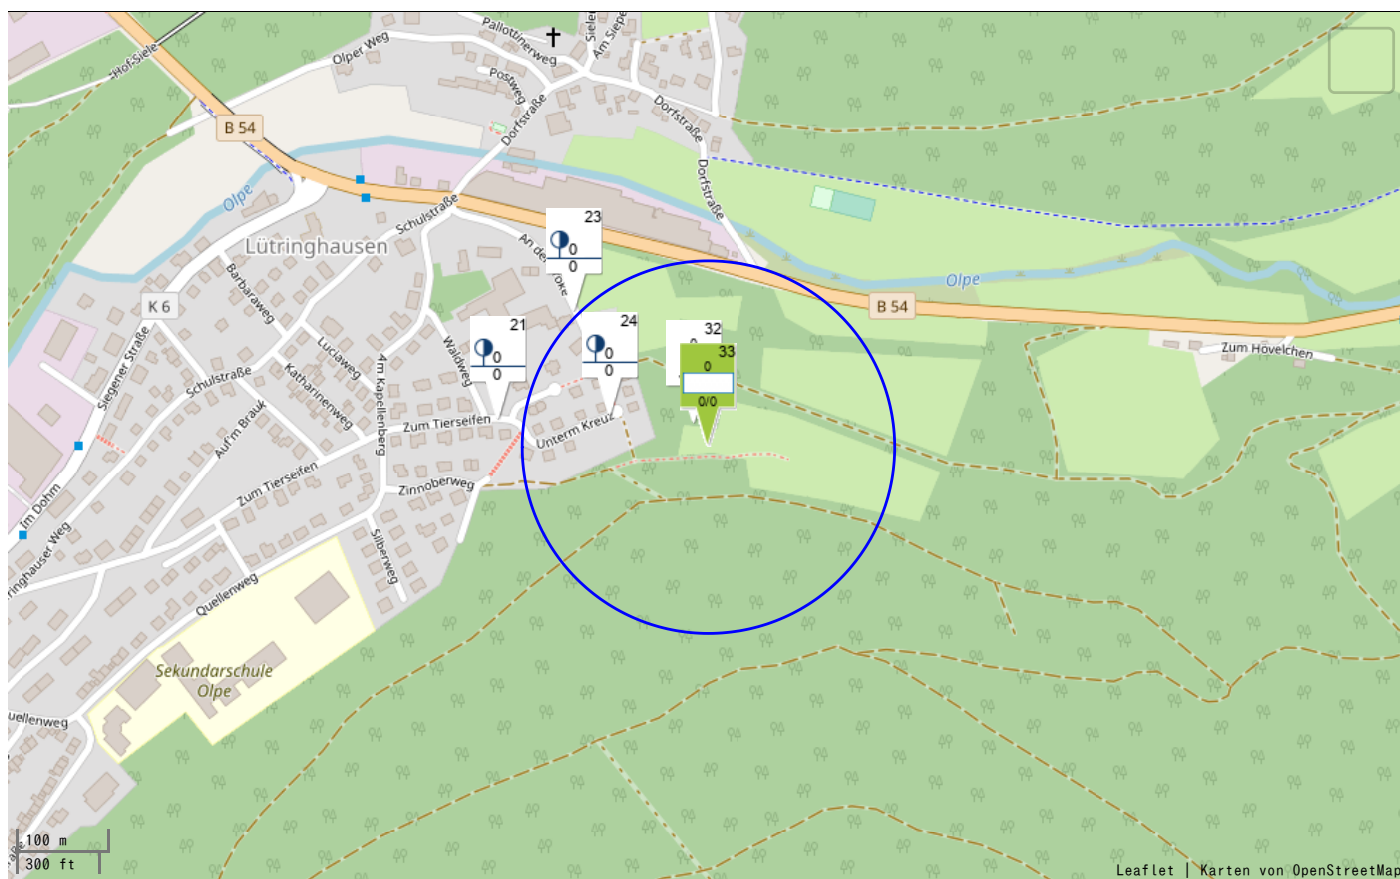 Pallottinerweg
Olper Weg
Am Siepe
Hof-Siele
Postweg
Dorfstraße
Dorfstraße
B 54
Dorfstraße
Olpe
Schulstraße
23
0
0
Lütringhausen
An der
Barbaraweg
Olpe
K 6
B 54
21
0
0
24
0
0
32
33
0
0/0
Zum Hövelchen
Siegener Straße
Luciaweg
Waldweg
Am Kapellenberg
Schulstraße
Katharinenweg
Auf'm Brauk
Zum Tierseifen
Unterm Kreuz
Zum Tierseifen
Zinnoberweg
Im Dohm
ringhauser Weg
Silberweg
Quellenweg
Sekundarschule
Olpe
uellenweg
100 m
300 ft
Leaflet | Karten von OpenStreetMap